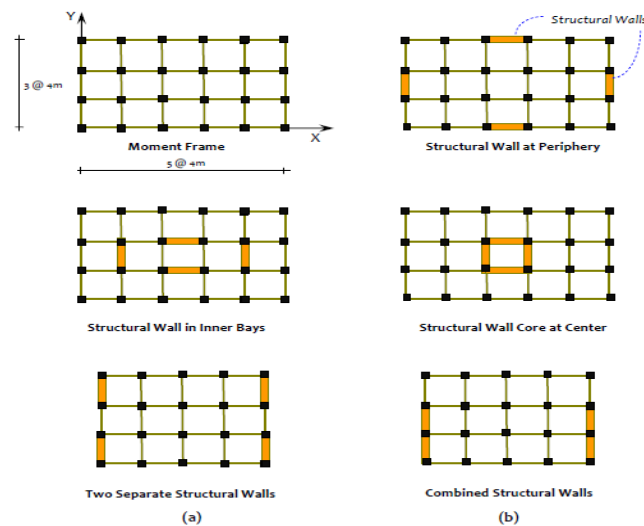 Y
Structural Walls
3 @ 4m
X
Moment Frame
Structural Wall at Periphery
5 @ 4m
Structural Wall in Inner Bays
Structural Wall Core at Center
Two Separate Structural Walls
Combined Structural Walls
(a)
(b)